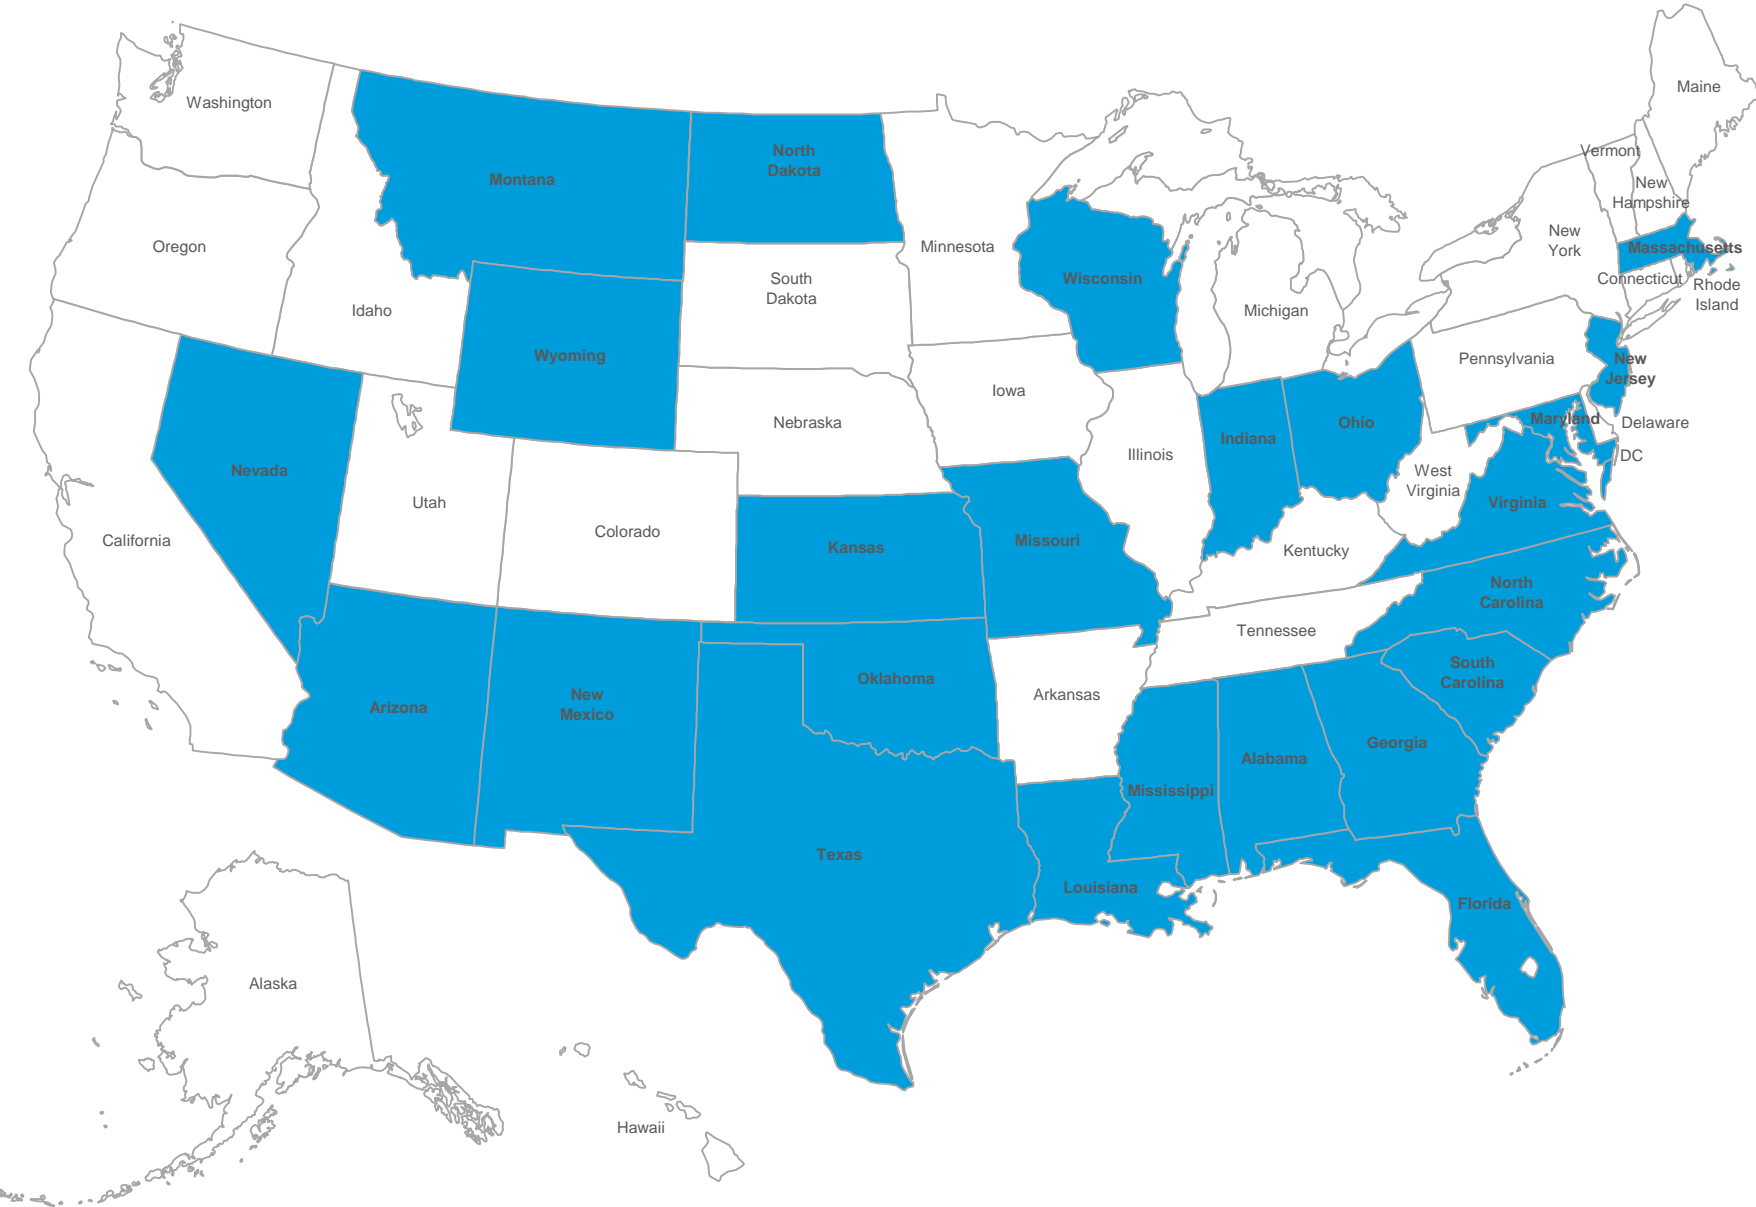 Maine
Washington
Vermont
North
Dakota
Montana
New
Hampshire
Oregon
Minnesota
New
York
Massachusetts
Wisconsin
South
Dakota
Connecticut
Rhode
Island
Idaho
Michigan
Wyoming
Pennsylvania
New
Jersey
Iowa
Nebraska
Ohio
Maryland
Delaware
Indiana
Illinois
DC
Nevada
West
Virginia
Utah
Virginia
Colorado
California
Kansas
Missouri
Kentucky
North
Carolina
Tennessee
South
Carolina
Oklahoma
Arkansas
New
Mexico
Arizona
Georgia
Alabama
Mississippi
Texas
Louisiana
Florida
Alaska
Hawaii